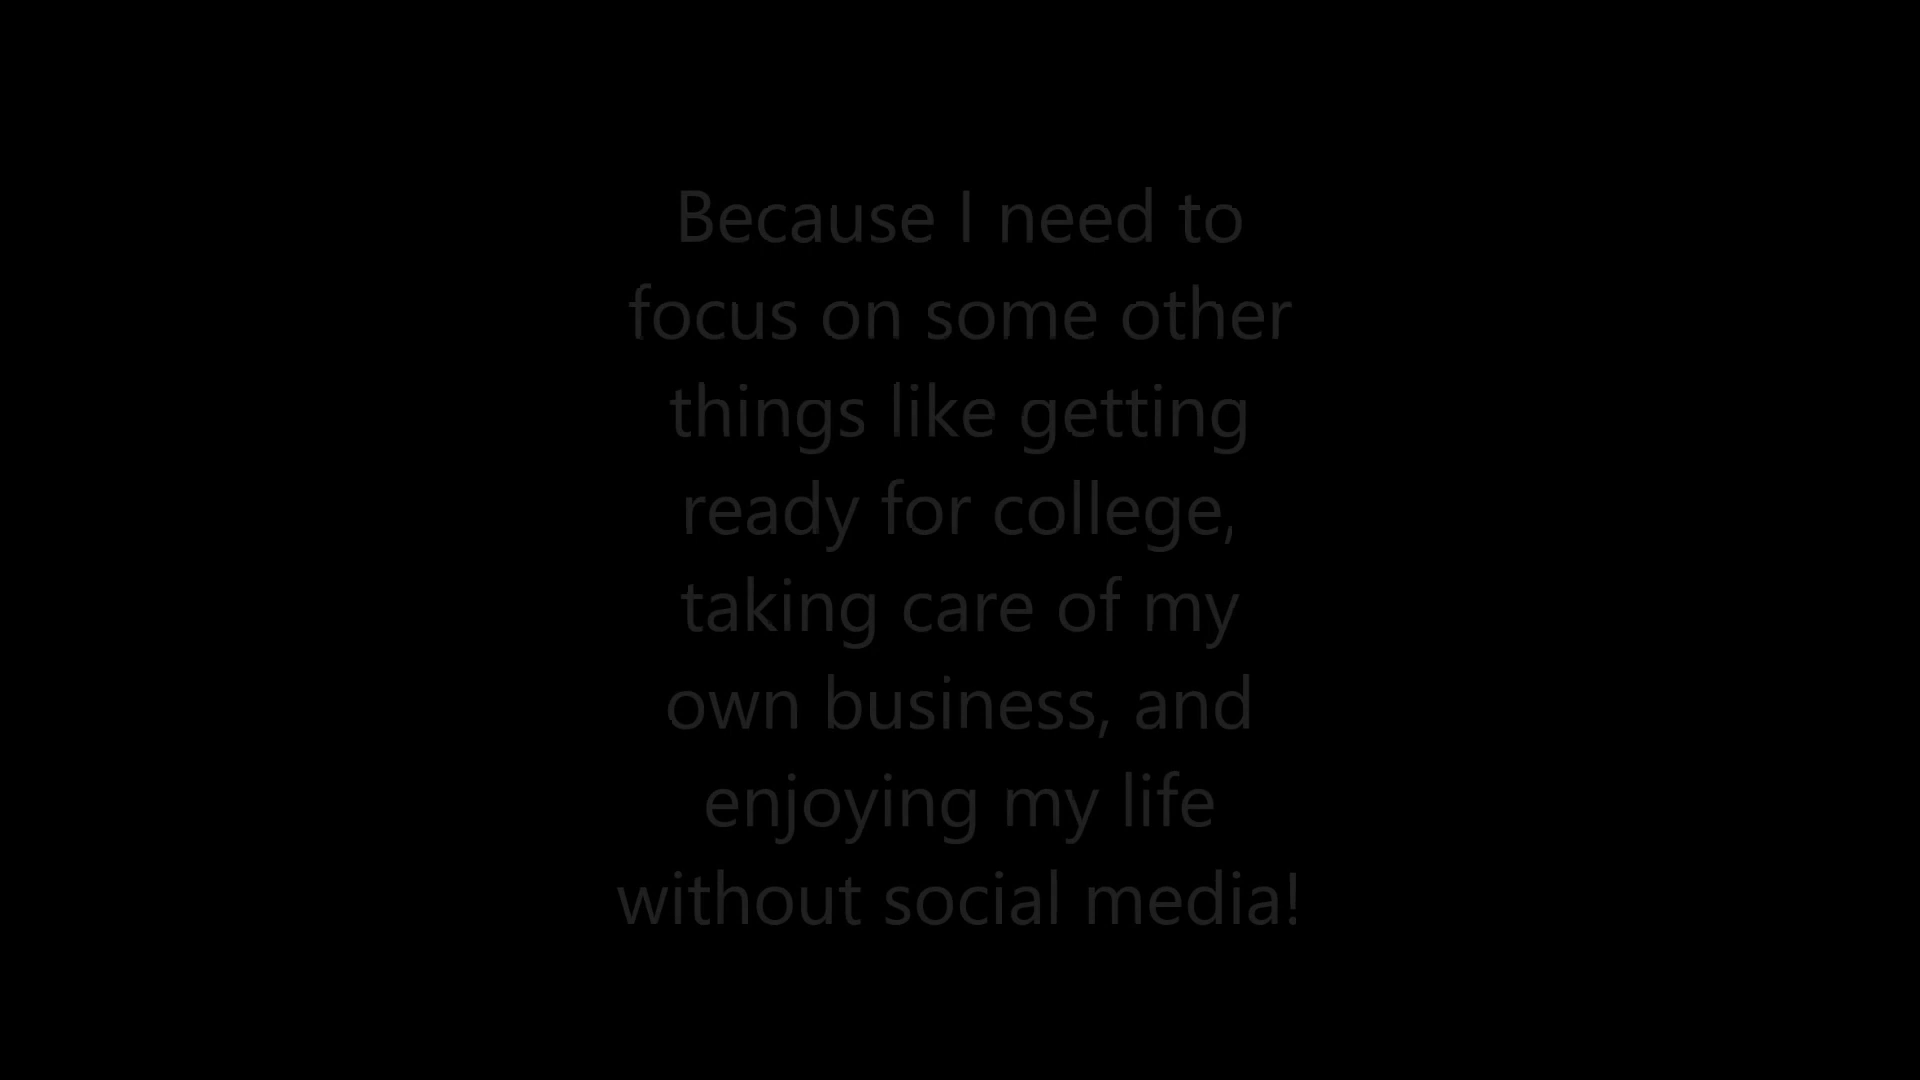 Because I need to
focus on some other
things like getting
ready for college,
taking care of my
own business, and
enjoying my life
without social media!